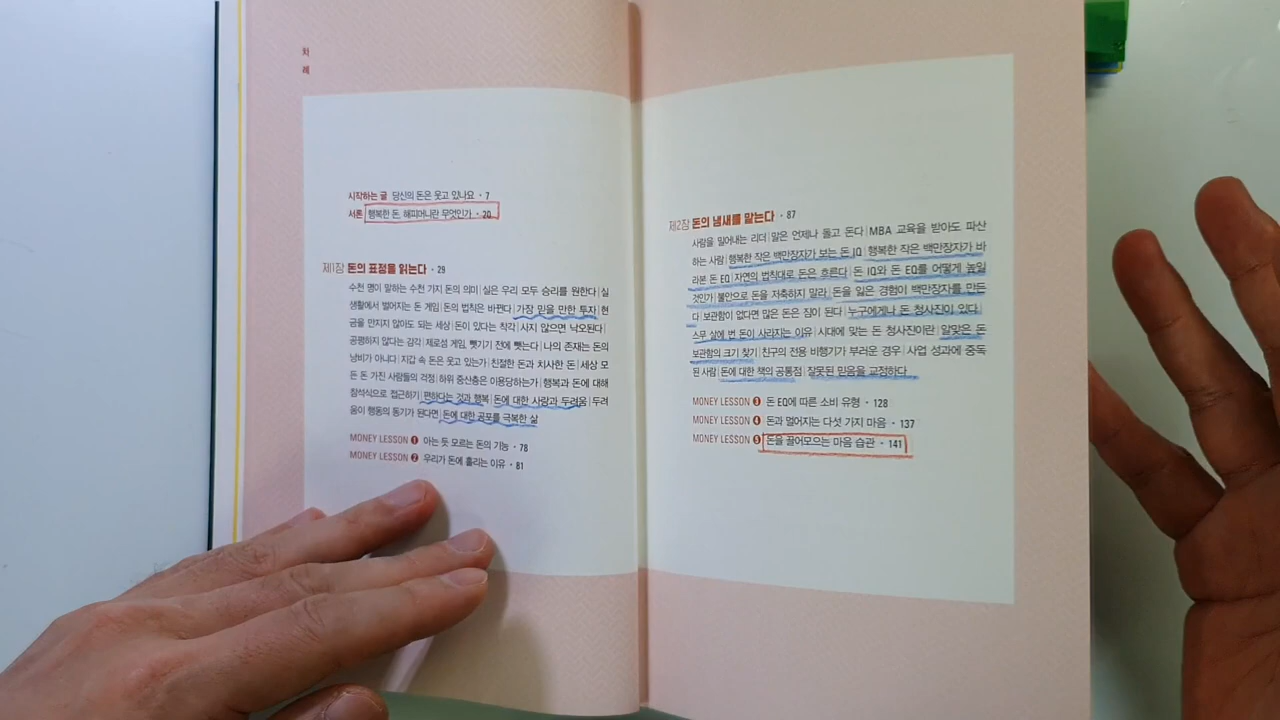 차
례
시작하는 글 당신의 돈은 웃고 있나요 · 7
서론 행복한 돈, 해피머니란 무엇인가 · 20
제1장 돈의 표정을 읽는다 · 29
수천 명이 말하는 수천 가지 돈의 의미 | 실은 우리 모두 승리를 원한다 | 실
생활에서 벌어지는 돈 게임 | 돈의 법칙은 바뀐다 | 가장 믿을 만한 투자 | 현
금을 만지지 않아도 되는 세상 | 돈이 있다는 착각 | 사지 않으면 낙오된다 |
공평하지 않다는 감각 | 제로섬 게임, 뺏기기 전에 뺏는다 | 나의 존재는 돈의
낭비가 아니다 | 지갑 속 돈은 웃고 있는가 | 친절한 돈과 치사한 돈 | 세상 모
든 돈 가진 사람들의 걱정 | 하위 중산층은 이용당하는가 | 행복과 돈에 대해
참석식으로 접근하기 | 편하다는 것과 행복 | 돈에 대한 사랑과 두려움 | 두려
움이 행동의 동기가 된다면 | 돈에 대한 공포를 극복한 삶
MONEY LESSON 1 아는 듯 모르는 돈의 기능 · 78
MONEY LESSON 2 우리가 돈에 홀리는 이유 · 81
제2장 돈의 냄새를 맡는다 · 87
사람을 밀어내는 리더 | 말은 언제나 돌고 돈다 | MBA 교육을 받아도 파산
하는 사람 | 행복한 작은 백만장자가 보는 돈 IQ | 행복한 작은 백만장자가 바
라본 돈 EQ | 자연의 법칙대로 돈은 흐른다 | 돈 IQ와 돈 EQ를 어떻게 높일
것인가 | 불안으로 돈을 저축하지 말라 | 돈을 잃은 경험이 백만장자를 만든
다 | 보관함이 없다면 많은 돈은 짐이 된다 | 누구에게나 돈 청사진이 있다 |
스무 살에 번 돈이 사라지는 이유 | 시대에 맞는 돈 청사진이란 | 알맞은 돈
보관함의 크기 찾기 | 친구의 전용 비행기가 부러운 경우 | 사업 성과에 중독
된 사람 | 돈에 대한 책의 공통점 | 잘못된 믿음을 교정하다
MONEY LESSON 3 돈 EQ에 따른 소비 유형 · 128
MONEY LESSON 4 돈과 멀어지는 다섯 가지 마음 · 137
MONEY LESSON 5 돈을 끌어모으는 마음 습관 · 141